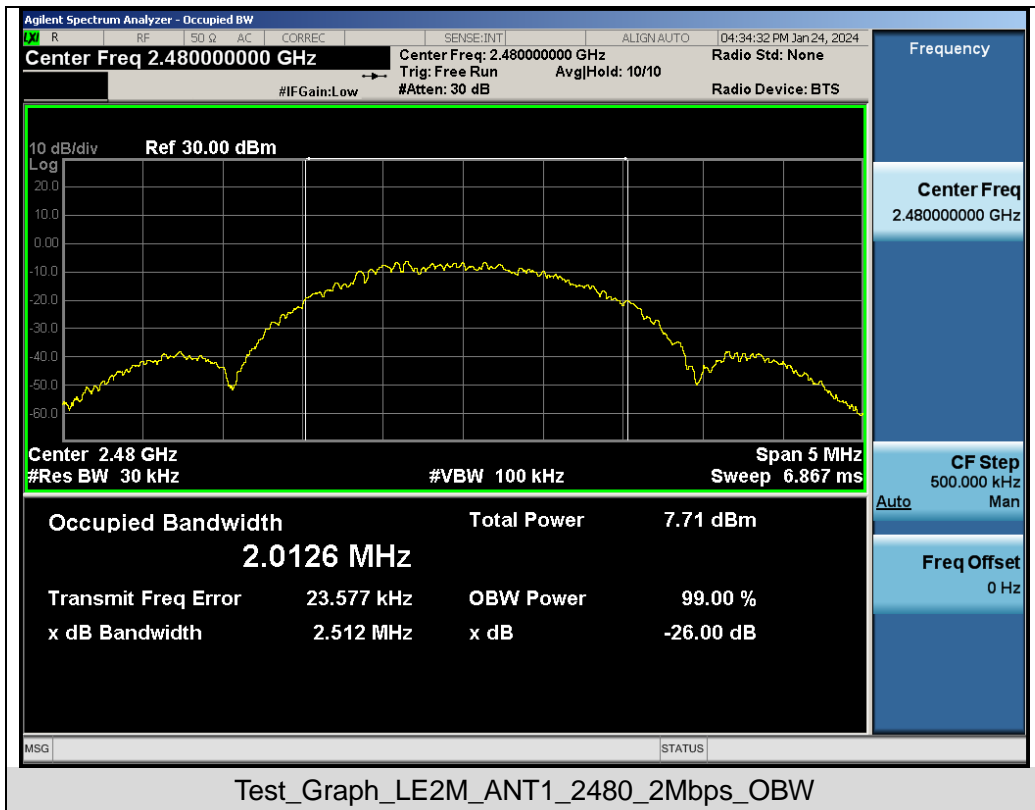 Agilent Spectrum Analyzer - Occupied BW
LXI R RF 50 Ω AC CORREC SENSE:INT ALIGN AUTO 04:34:32 PM Jan 24, 2024
Center Freq 2.480000000 GHz
Center Freq: 2.480000000 GHz Radio Std: None
Trig: Free Run Avg|Hold: 10/10
#IFGain:Low #Atten: 30 dB Radio Device: BTS
10 dB/div Ref 30.00 dBm
Log
20.0
10.0
0.00
-10.0
-20.0
-30.0
-40.0
-50.0
-60.0
Center 2.48 GHz Span 5 MHz
#Res BW 30 kHz #VBW 100 kHz Sweep 6.867 ms
Occupied Bandwidth Total Power 7.71 dBm
2.0126 MHz
Transmit Freq Error 23.577 kHz OBW Power 99.00 %
x dB Bandwidth 2.512 MHz x dB -26.00 dB
Frequency
Center Freq
2.480000000 GHz
CF Step
500.000 kHz
Auto Man
Freq Offset
0 Hz
MSG STATUS
Test_Graph_LE2M_ANT1_2480_2Mbps_OBW